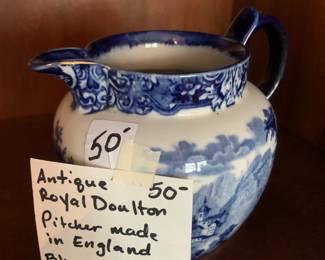 50-
Antique 50-
Royal Doulton
Pitcher made
in England